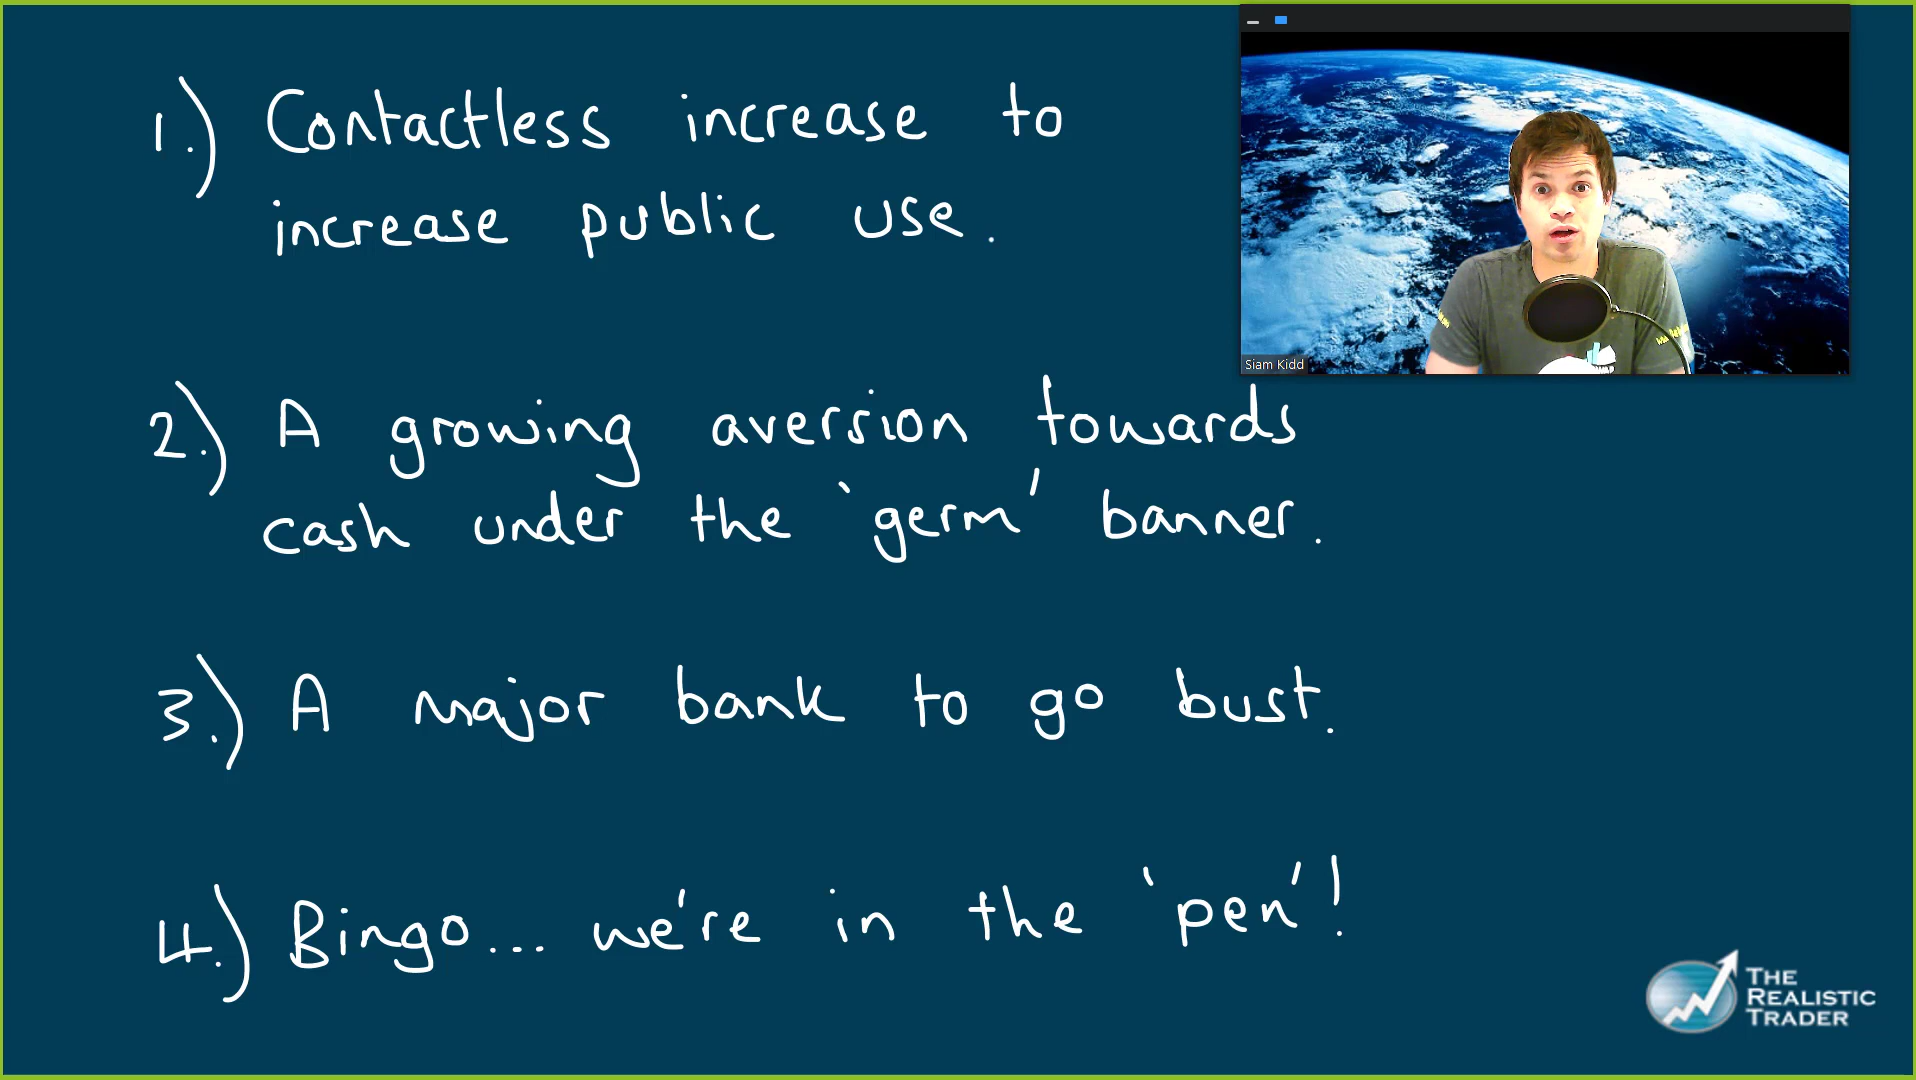 1.) Contactless increase to
increase public use.
Siam Kidd
2.) A growing aversion towards
cash under the 'germ' banner.
3.) A major bank to go bust.
4.) Bingo... we're in the 'pen'!
THE
REALISTIC
TRADER